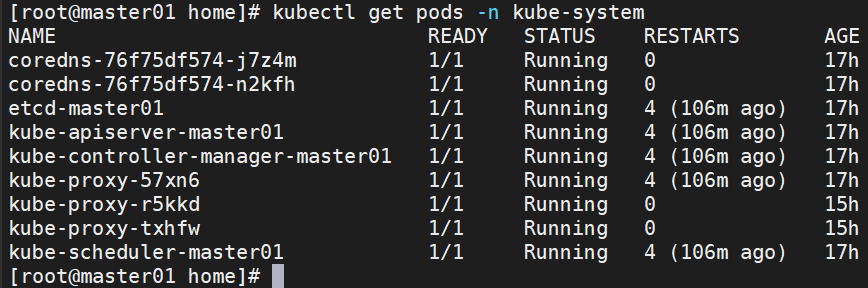 [root@master01 home]# kubectl get pods -n kube-system
NAME READY STATUS RESTARTS AGE
coredns-76f75df574-j7z4m 1/1 Running 0 17h
coredns-76f75df574-n2kfh 1/1 Running 0 17h
etcd-master01 1/1 Running 4 (106m ago) 17h
kube-apiserver-master01 1/1 Running 4 (106m ago) 17h
kube-controller-manager-master01 1/1 Running 4 (106m ago) 17h
kube-proxy-57xn6 1/1 Running 4 (106m ago) 17h
kube-proxy-r5kkd 1/1 Running 0 15h
kube-proxy-txhfw 1/1 Running 0 15h
kube-scheduler-master01 1/1 Running 4 (106m ago) 17h
[root@master01 home]#